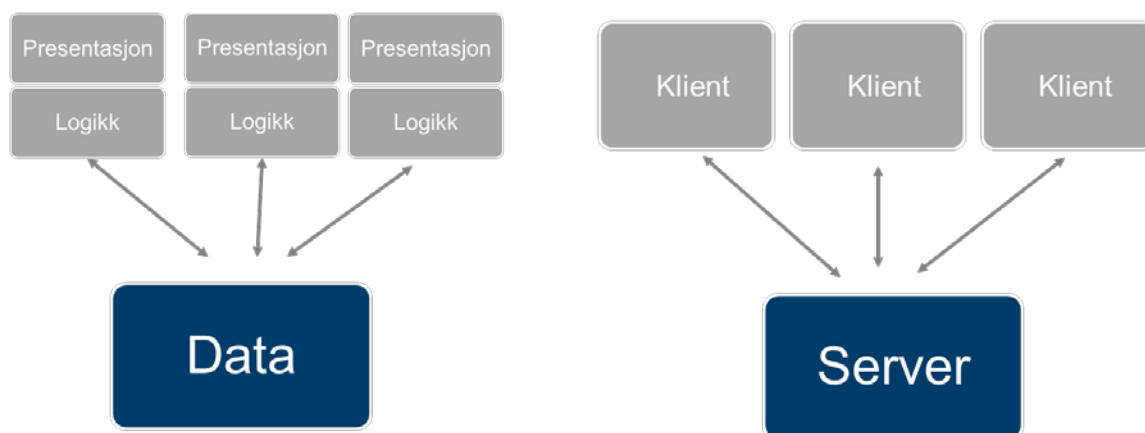 Presentasjon
Presentasjon
Presentasjon
Logikk
Logikk
Logikk
Data
Klient
Klient
Klient
Server